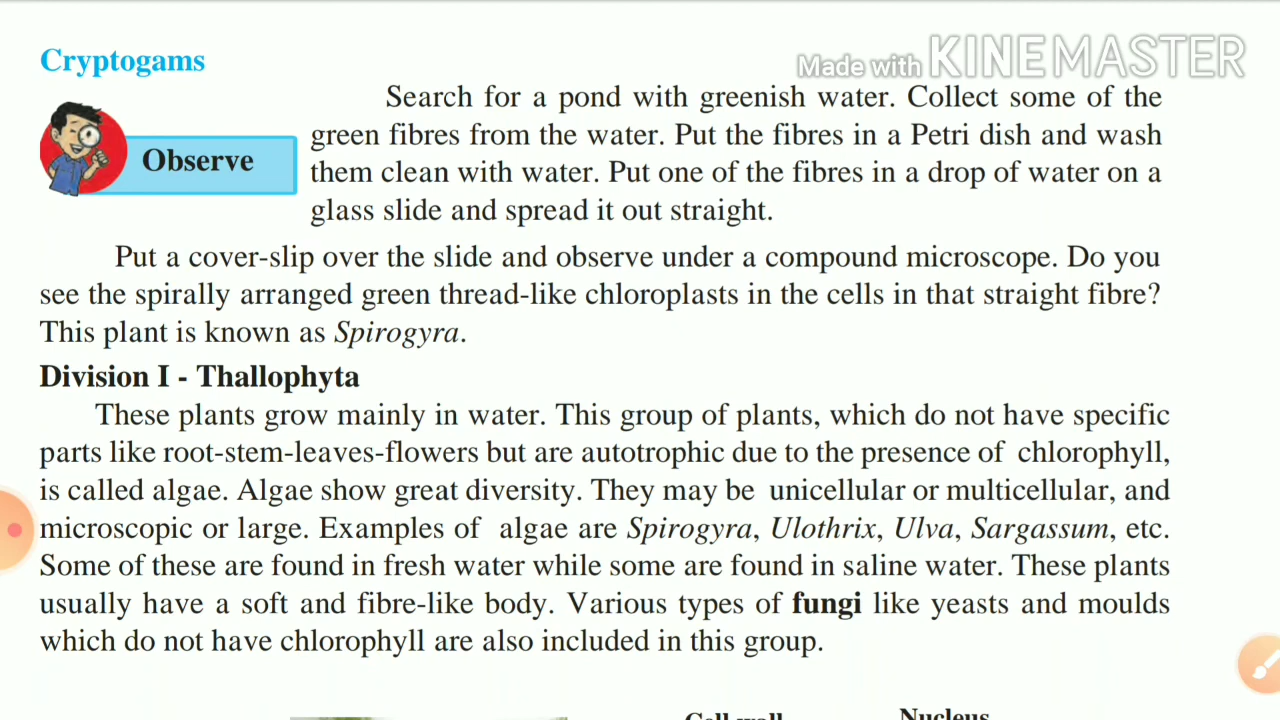 Cryptogams
Made with KINEMASTER
Search for a pond with greenish water. Collect some of the
green fibres from the water. Put the fibres in a Petri dish and wash
Observe
them clean with water. Put one of the fibres in a drop of water on a
glass slide and spread it out straight.
Put a cover-slip over the slide and observe under a compound microscope. Do you
see the spirally arranged green thread-like chloroplasts in the cells in that straight fibre?
This plant is known as Spirogyra.
Division I - Thallophyta
These plants grow mainly in water. This group of plants, which do not have specific
parts like root-stem-leaves-flowers but are autotrophic due to the presence of chlorophyll,
is called algae. Algae show great diversity. They may be unicellular or multicellular, and
microscopic or large. Examples of algae are Spirogyra, Ulothrix, Ulva, Sargassum, etc.
Some of these are found in fresh water while some are found in saline water. These plants
usually have a soft and fibre-like body. Various types of fungi like yeasts and moulds
which do not have chlorophyll are also included in this group.
Cell wall
Nucleus